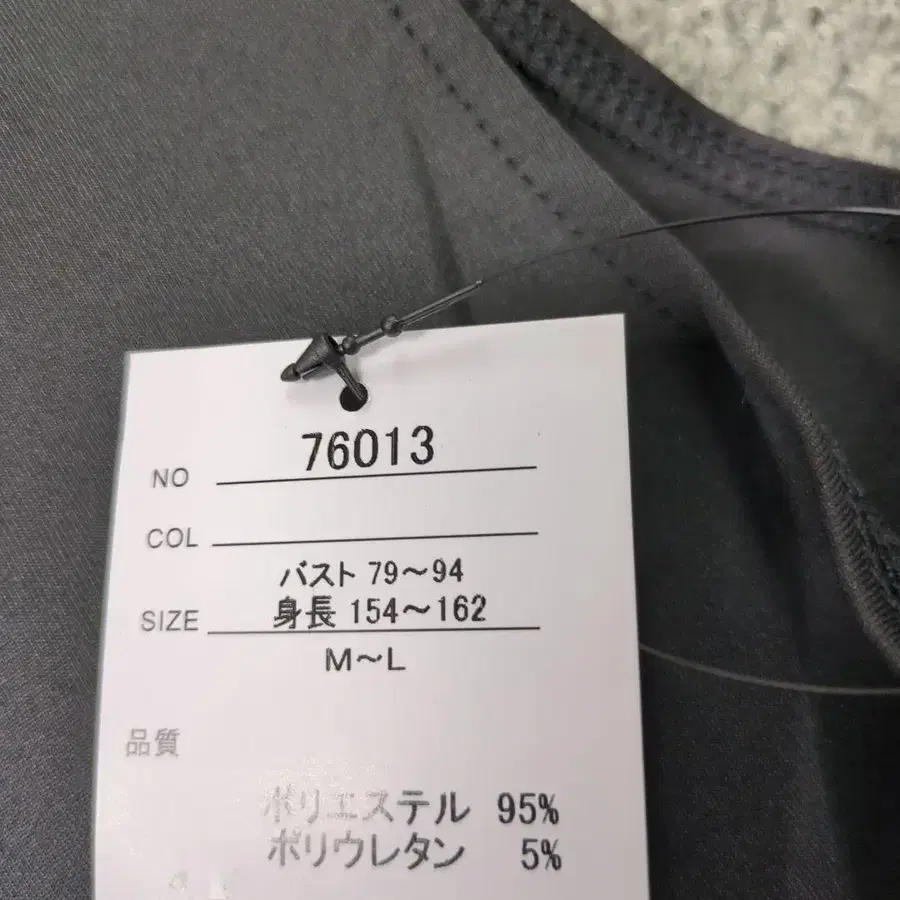 NO 76013
COL
バスト 79～94
SIZE 身長 154～162
M～L
品質
ポリエステル 95%
ポリウレタン 5%